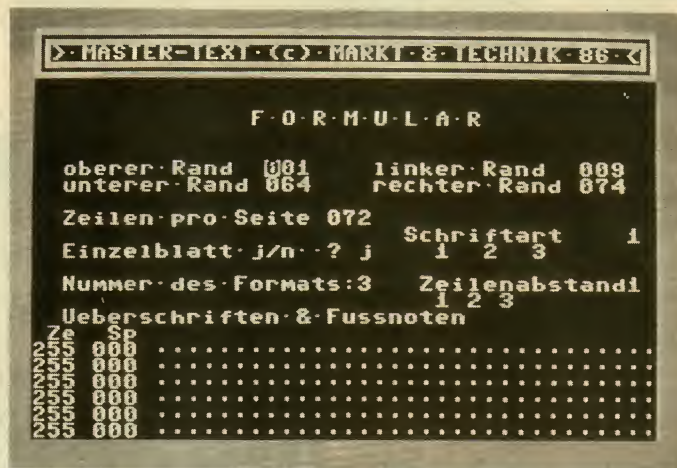 >·MASTER-TEXT·(c)·MARKT·&·TECHNIK·86·<
F·O·R·M·U·L·A·R
oberer·Rand 001 linker·Rand 009
unterer·Rand 064 rechter·Rand 074
Zeilen·pro·Seite 072
Schriftart 1
Einzelblatt·j/n··? j 1 2 3
Nummer·des·Formats:3 Zeilenabstand1
1 2 3
Ueberschriften·&·Fussnoten
Ze Sp
255 000 ··································
255 000 ··································
255 000 ··································
255 000 ··································
255 000 ··································
255 000 ··································